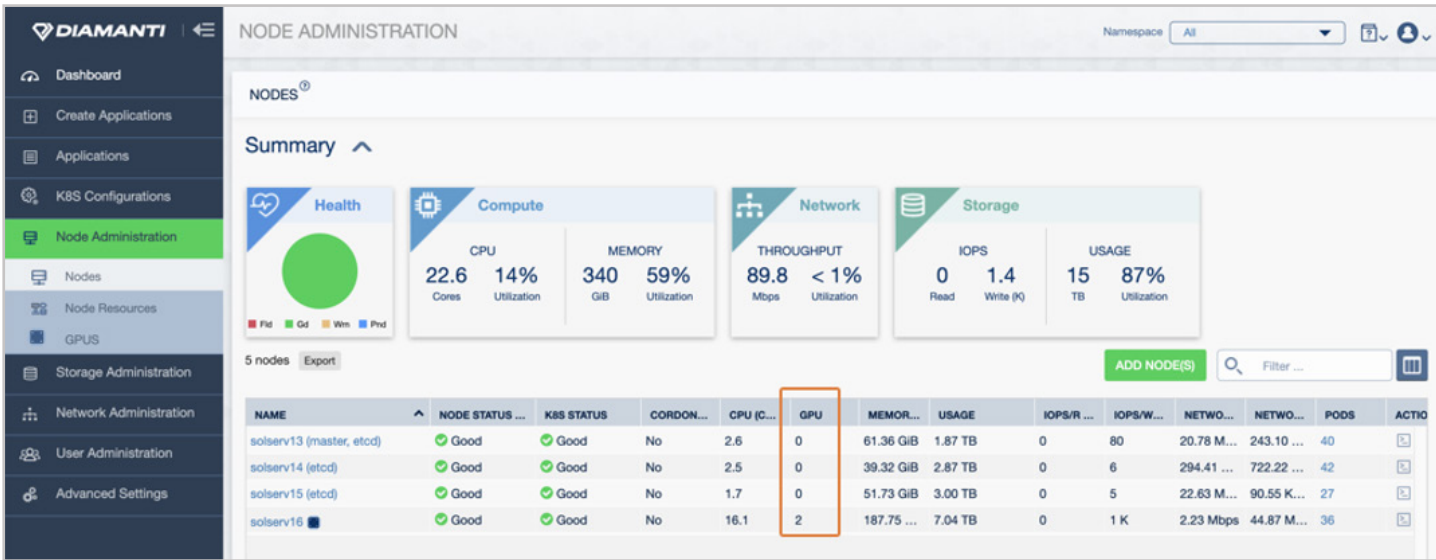 DIAMANTI
NODE ADMINISTRATION
Namespace All
Dashboard
Create Applications
Applications
K8S Configurations
Node Administration
Nodes
Node Resources
GPUS
Storage Administration
Network Administration
User Administration
Advanced Settings
NODES
Summary
Health
Fld Gd Wrn Pnd
Compute
CPU MEMORY
22.6 14% 340 59%
Cores Utilization GiB Utilization
Network
THROUGHPUT
89.8 < 1%
Mbps Utilization
Storage
IOPS USAGE
0 1.4 15 87%
Read Write (K) TB Utilization
5 nodes Export ADD NODE(S) Filter ...
NAME NODE STATUS ... K8S STATUS CORDON... CPU (C... GPU MEMOR... USAGE IOPS/R ... IOPS/W... NETWO... NETWO... PODS ACTIO
solserv13 (master, etcd) Good Good No 2.6 0 61.36 GiB 1.87 TB 0 80 20.78 M... 243.10 ... 40
solserv14 (etcd) Good Good No 2.5 0 39.32 GiB 2.87 TB 0 6 294.41 ... 722.22 ... 42
solserv15 (etcd) Good Good No 1.7 0 51.73 GiB 3.00 TB 0 5 22.63 M... 90.55 K... 27
solserv16 Good Good No 16.1 2 187.75 ... 7.04 TB 0 1 K 2.23 Mbps 44.87 M... 36